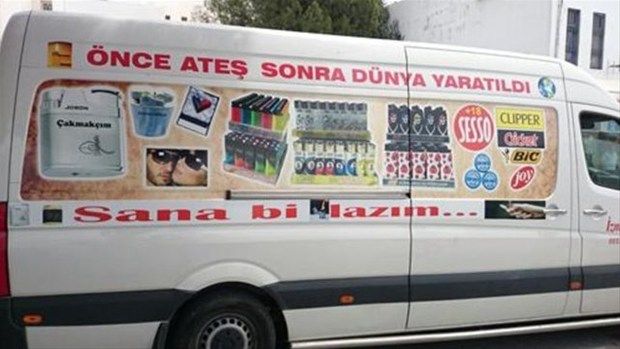 ÖNCE ATEŞ SONRA DÜNYA YARATILDI
Çakmakçım
+18
SESSO
CLIPPER
Cricket
BiC
joy
Sana bi lazım...